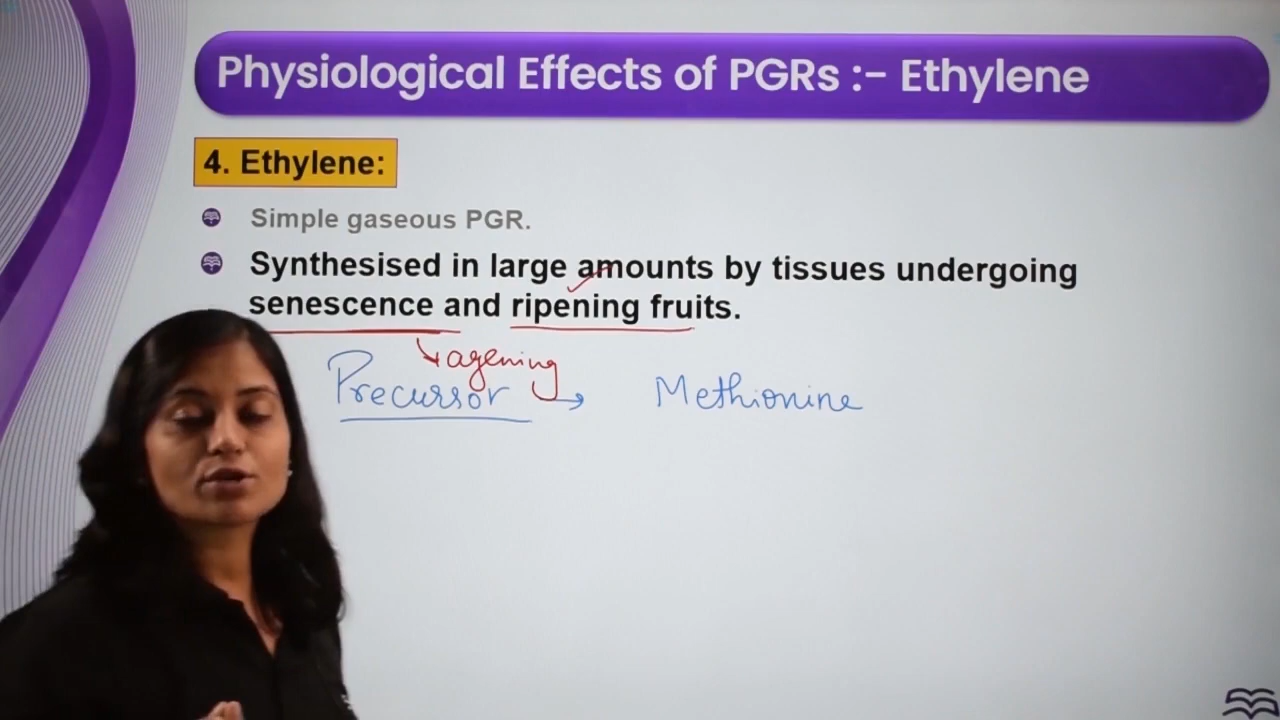 Physiological Effects of PGRs :- Ethylene
4. Ethylene:
Simple gaseous PGR.
Synthesised in large amounts by tissues undergoing
senescence and ripening fruits.
agening
Precursor → Methionine